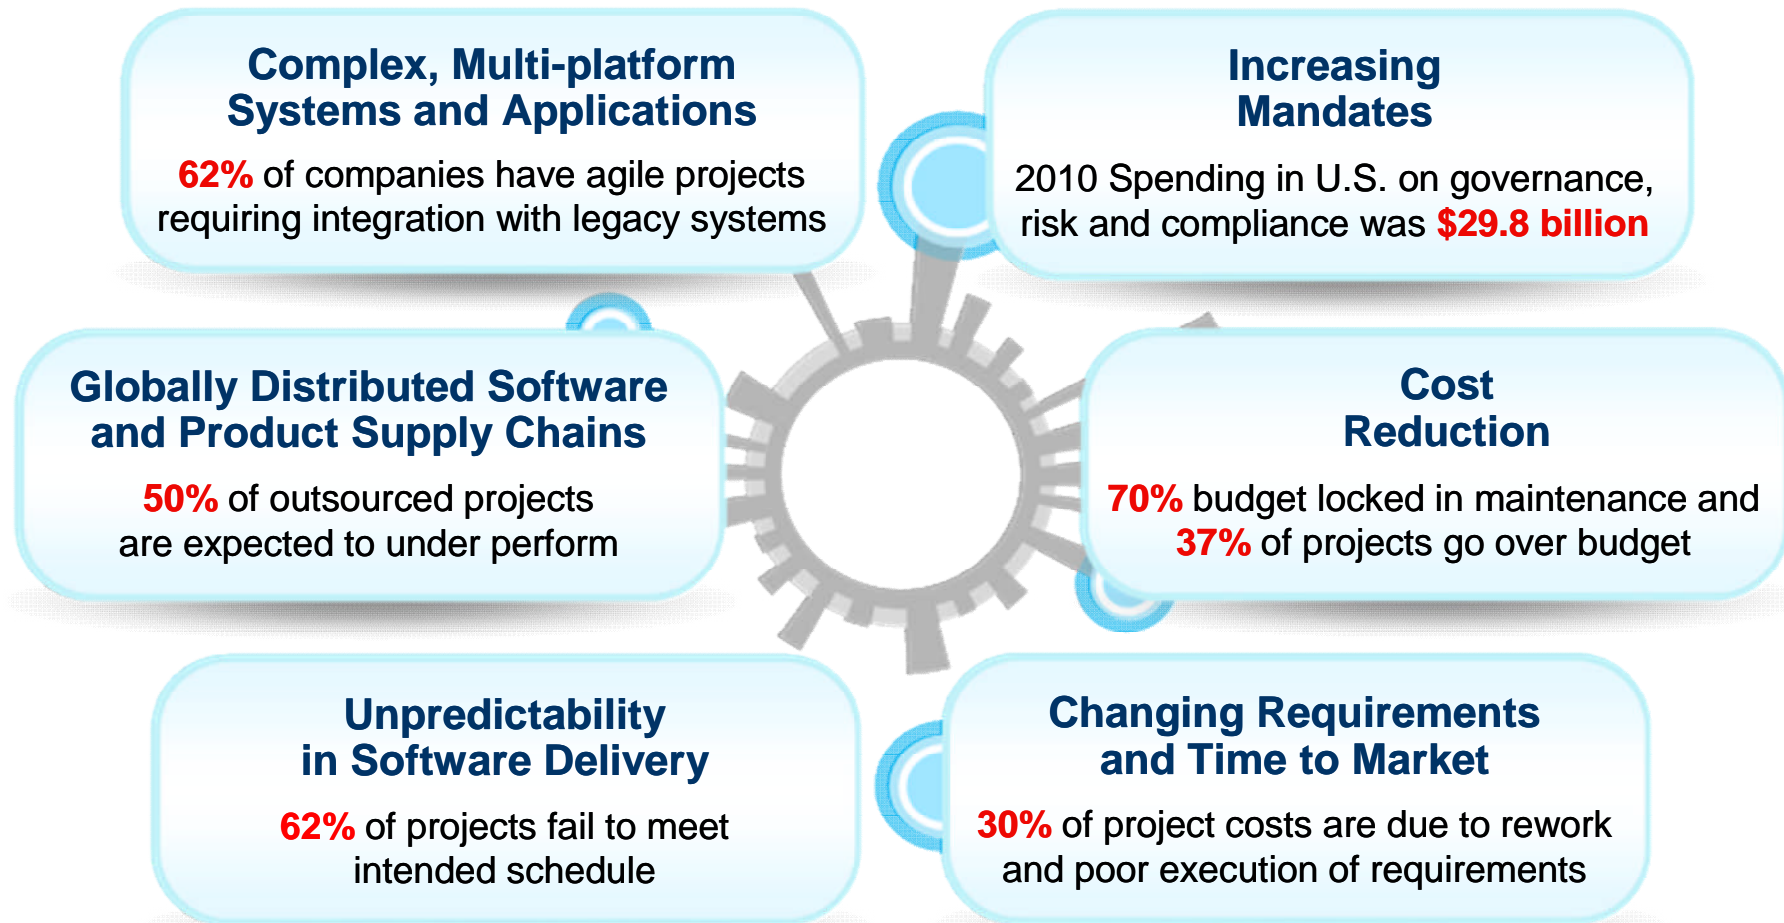 Complex, Multi-platform
Systems and Applications
62% of companies have agile projects
requiring integration with legacy systems
Increasing
Mandates
2010 Spending in U.S. on governance,
risk and compliance was $29.8 billion
Globally Distributed Software
and Product Supply Chains
50% of outsourced projects
are expected to under perform
Cost
Reduction
70% budget locked in maintenance and
37% of projects go over budget
Unpredictability
in Software Delivery
62% of projects fail to meet
intended schedule
Changing Requirements
and Time to Market
30% of project costs are due to rework
and poor execution of requirements